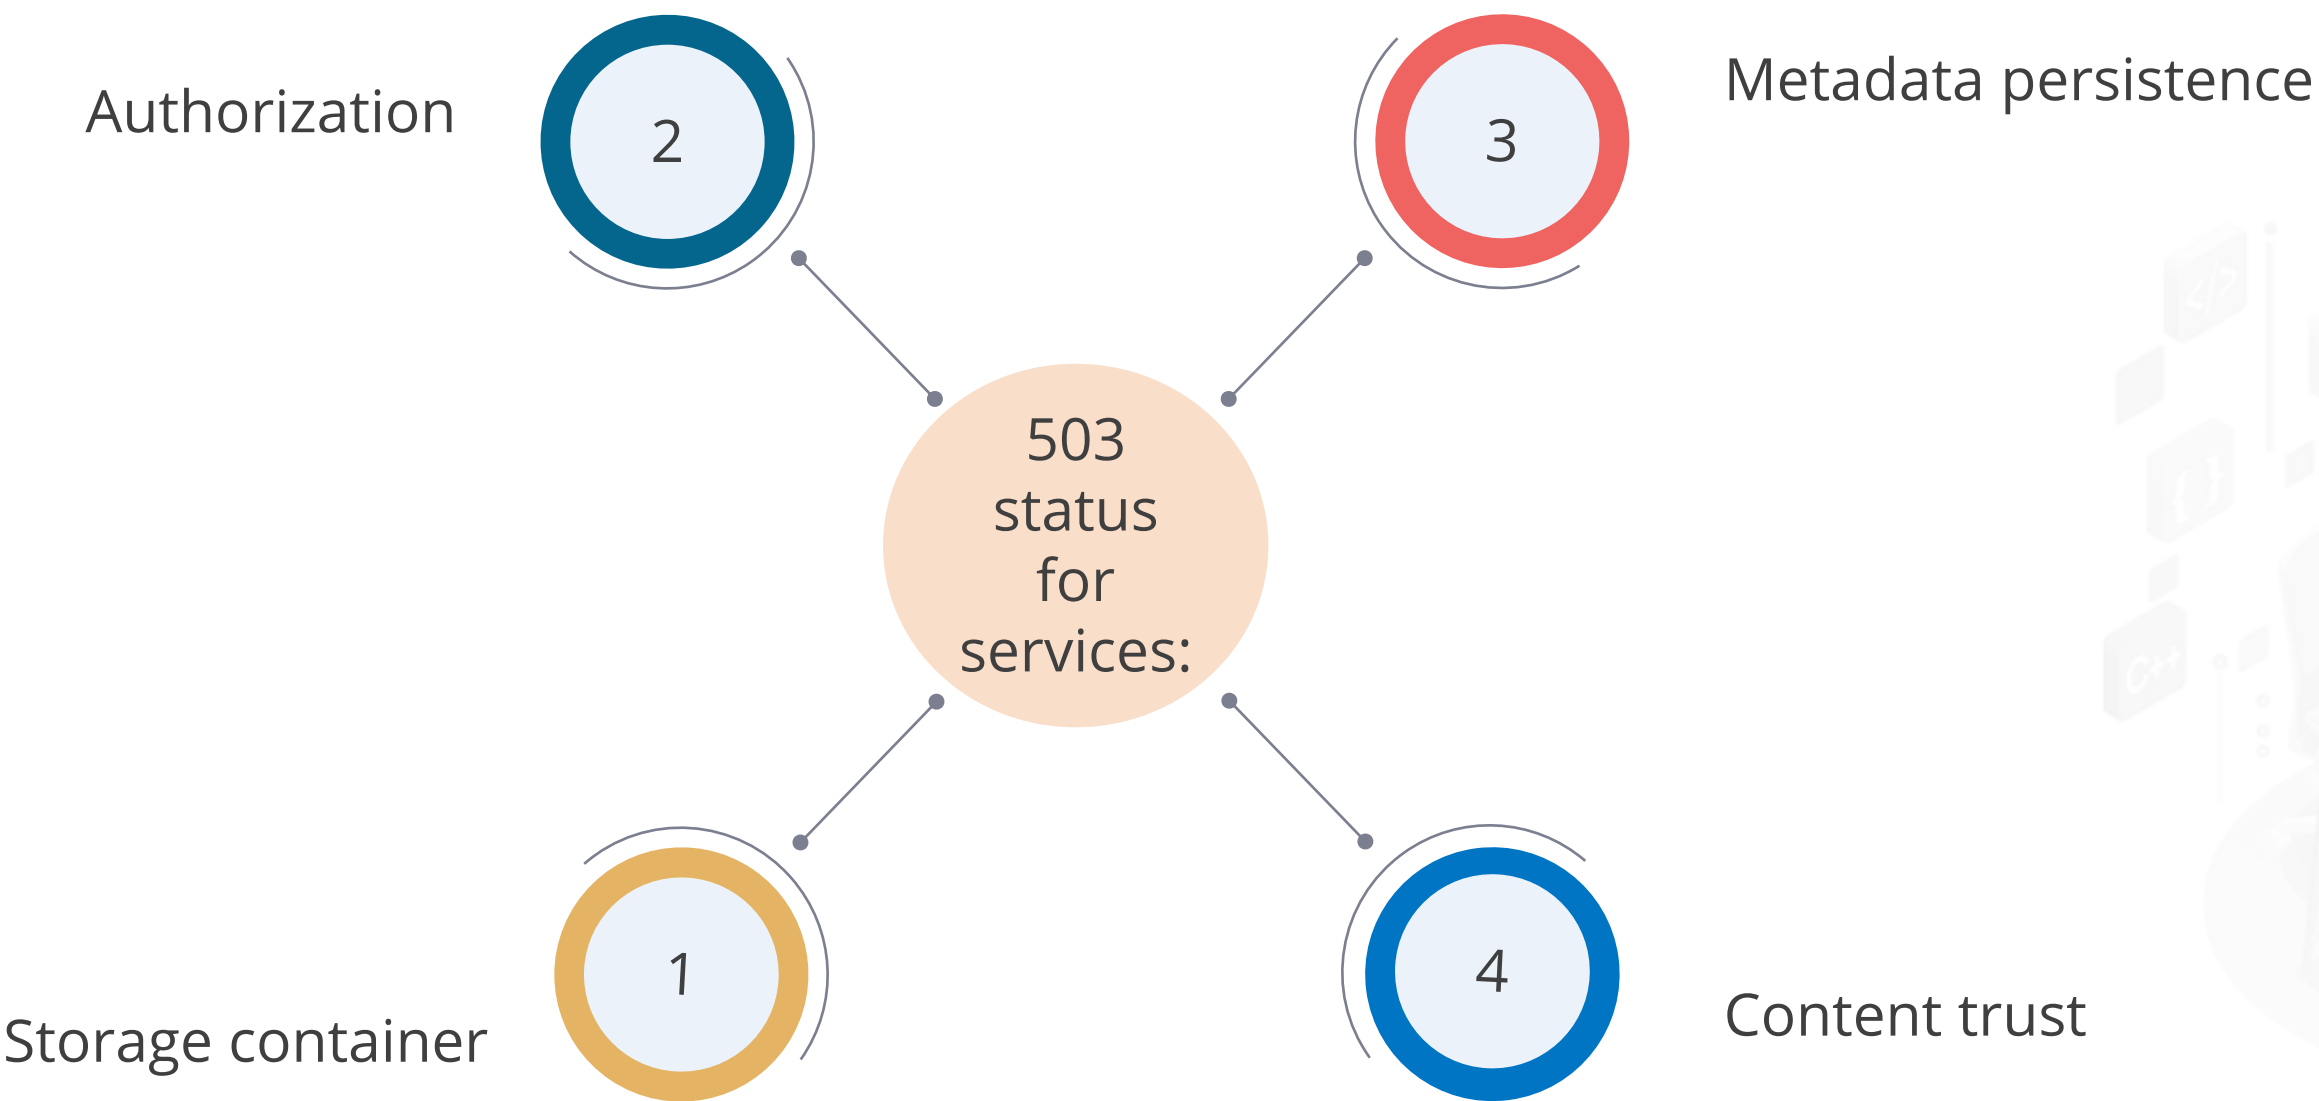 Authorization
2
3
Metadata persistence
503
status
for
services:
1
4
Storage container
Content trust
</>
{ }
C++